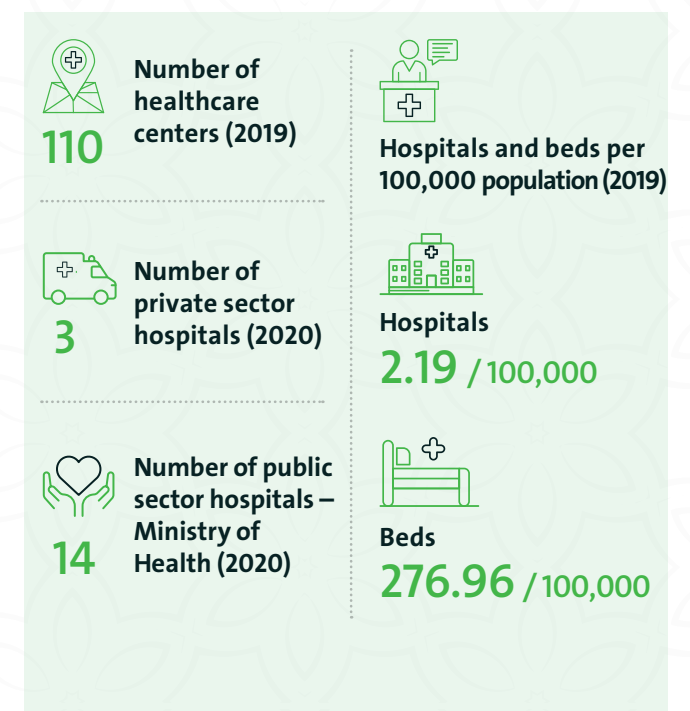 110
Number of
healthcare
centers (2019)
3
Number of
private sector
hospitals (2020)
14
Number of public
sector hospitals –
Ministry of
Health (2020)
Hospitals and beds per
100,000 population (2019)
Hospitals
2.19 / 100,000
Beds
276.96 / 100,000